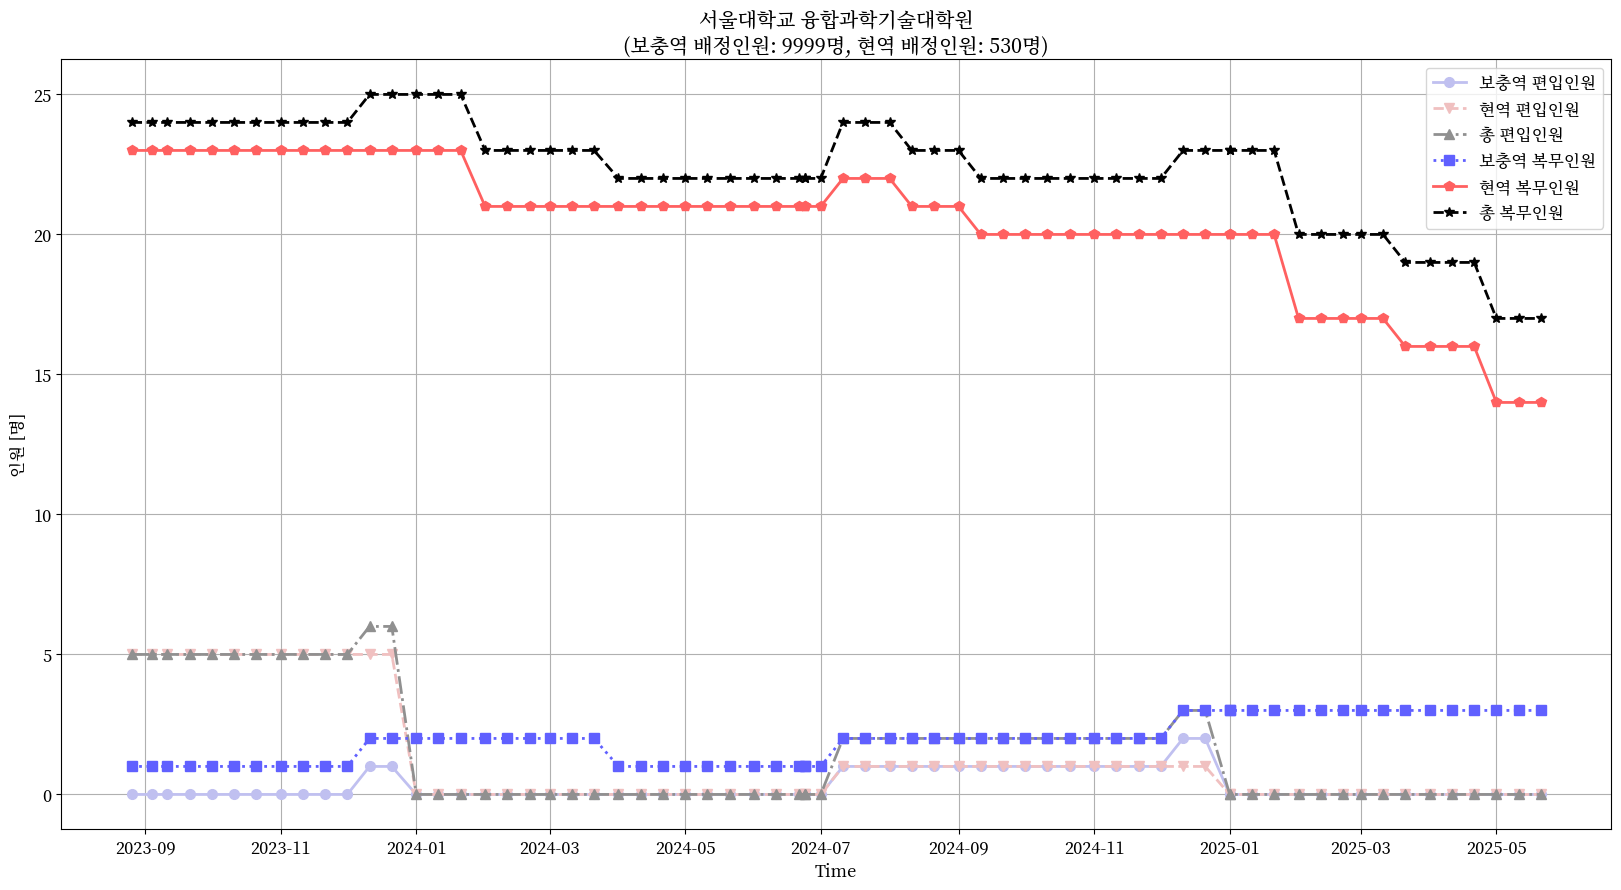 서울대학교 융합과학기술대학원
(보충역 배정인원: 9999명, 현역 배정인원: 530명)
보충역 편입인원
현역 편입인원
총 편입인원
보충역 복무인원
현역 복무인원
총 복무인원
인원 [명]
25
20
15
10
5
0
2023-09
2023-11
2024-01
2024-03
2024-05
2024-07
2024-09
2024-11
2025-01
2025-03
2025-05
Time